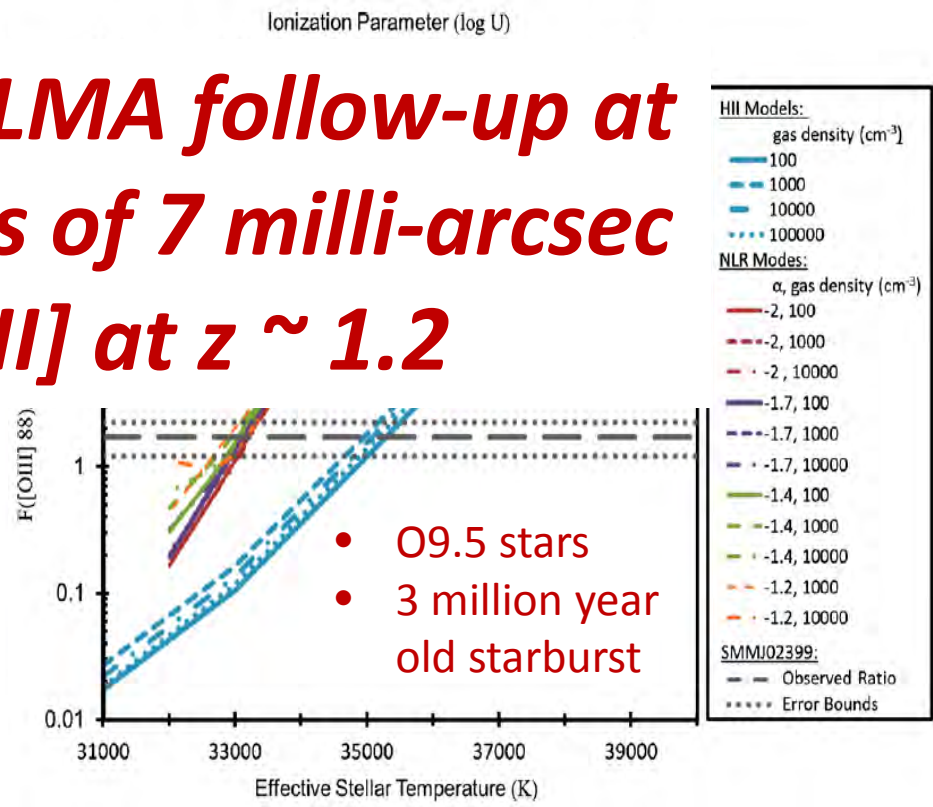 Ionization Parameter (log U)
LMA follow-up at
s of 7 milli-arcsec
II] at z ~ 1.2
F([OIII] 88)
1
0.1
0.01
• O9.5 stars
• 3 million year
old starburst
31000 33000 35000 37000 39000
Effective Stellar Temperature (K)
HII Models:
gas density (cm⁻³]
100
1000
10000
100000
NLR Modes:
α, gas density (cm⁻³)
-2, 100
-2, 1000
-2 , 10000
-1.7, 100
-1.7, 1000
-1.7, 10000
-1.4, 100
-1.4, 1000
-1.4, 10000
-1.2, 1000
-1.2, 10000
SMMJ02399:
Observed Ratio
Error Bounds